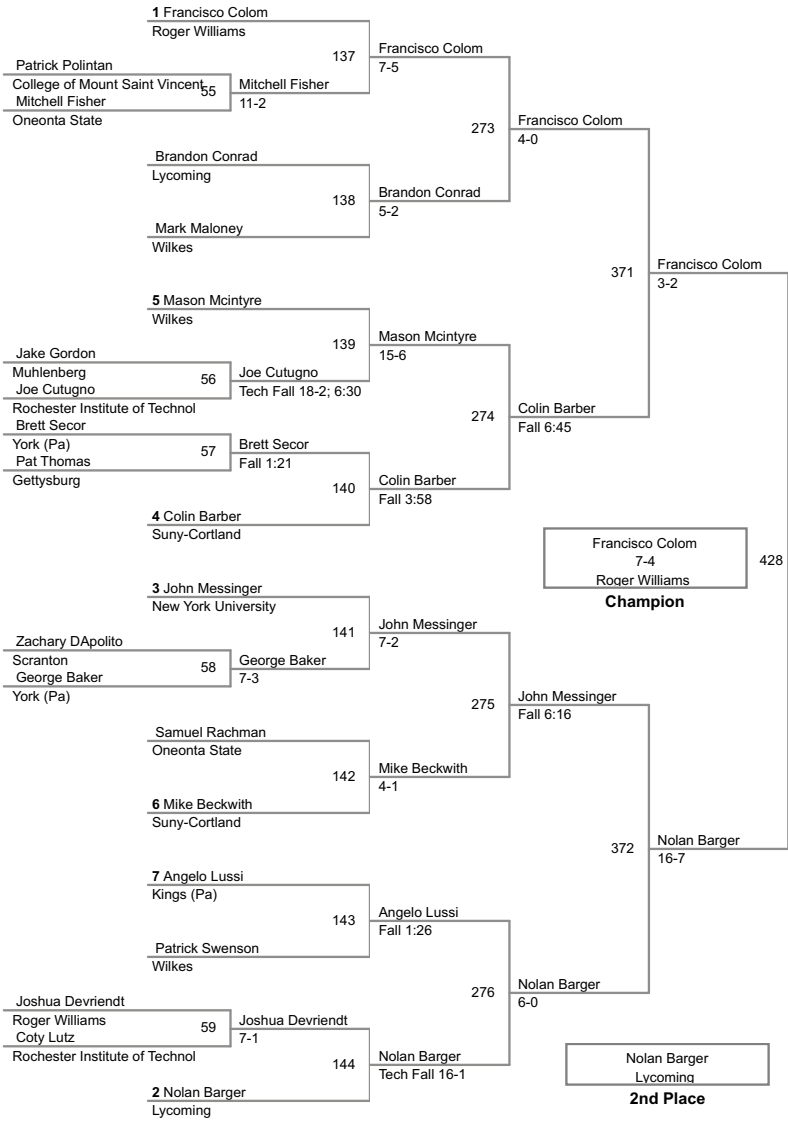 1 Francisco Colom
Roger Williams
137
Francisco Colom
7-5
Patrick Polintan
College of Mount Saint Vincent
55
Mitchell Fisher
11-2
Mitchell Fisher
Oneonta State
273
Francisco Colom
4-0
Brandon Conrad
Lycoming
138
Brandon Conrad
5-2
Mark Maloney
Wilkes
371
Francisco Colom
3-2
5 Mason Mcintyre
Wilkes
139
Mason Mcintyre
15-6
Jake Gordon
Muhlenberg
56
Joe Cutugno
Tech Fall 18-2; 6:30
Joe Cutugno
Rochester Institute of Technol
274
Colin Barber
Fall 6:45
Brett Secor
York (Pa)
57
Brett Secor
Fall 1:21
Pat Thomas
Gettysburg
140
Colin Barber
Fall 3:58
4 Colin Barber
Suny-Cortland
Francisco Colom
7-4
Roger Williams
Champion
428
3 John Messinger
New York University
141
John Messinger
7-2
Zachary DApolito
Scranton
58
George Baker
7-3
George Baker
York (Pa)
275
John Messinger
Fall 6:16
Samuel Rachman
Oneonta State
142
Mike Beckwith
4-1
6 Mike Beckwith
Suny-Cortland
372
Nolan Barger
16-7
7 Angelo Lussi
Kings (Pa)
143
Angelo Lussi
Fall 1:26
Patrick Swenson
Wilkes
276
Nolan Barger
6-0
Joshua Devriendt
Roger Williams
59
Joshua Devriendt
7-1
Coty Lutz
Rochester Institute of Technol
144
Nolan Barger
Tech Fall 16-1
2 Nolan Barger
Lycoming
Nolan Barger
Lycoming
2nd Place